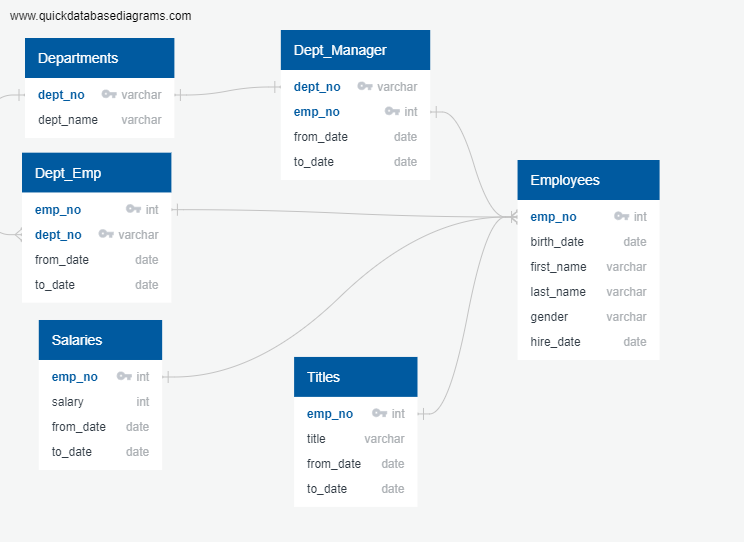 www.quickdatabasediagrams.com
Departments
dept_no varchar
dept_name varchar
Dept_Manager
dept_no varchar
emp_no int
from_date date
to_date date
Dept_Emp
emp_no int
dept_no varchar
from_date date
to_date date
Employees
emp_no int
birth_date date
first_name varchar
last_name varchar
gender varchar
hire_date date
Salaries
emp_no int
salary int
from_date date
to_date date
Titles
emp_no int
title varchar
from_date date
to_date date